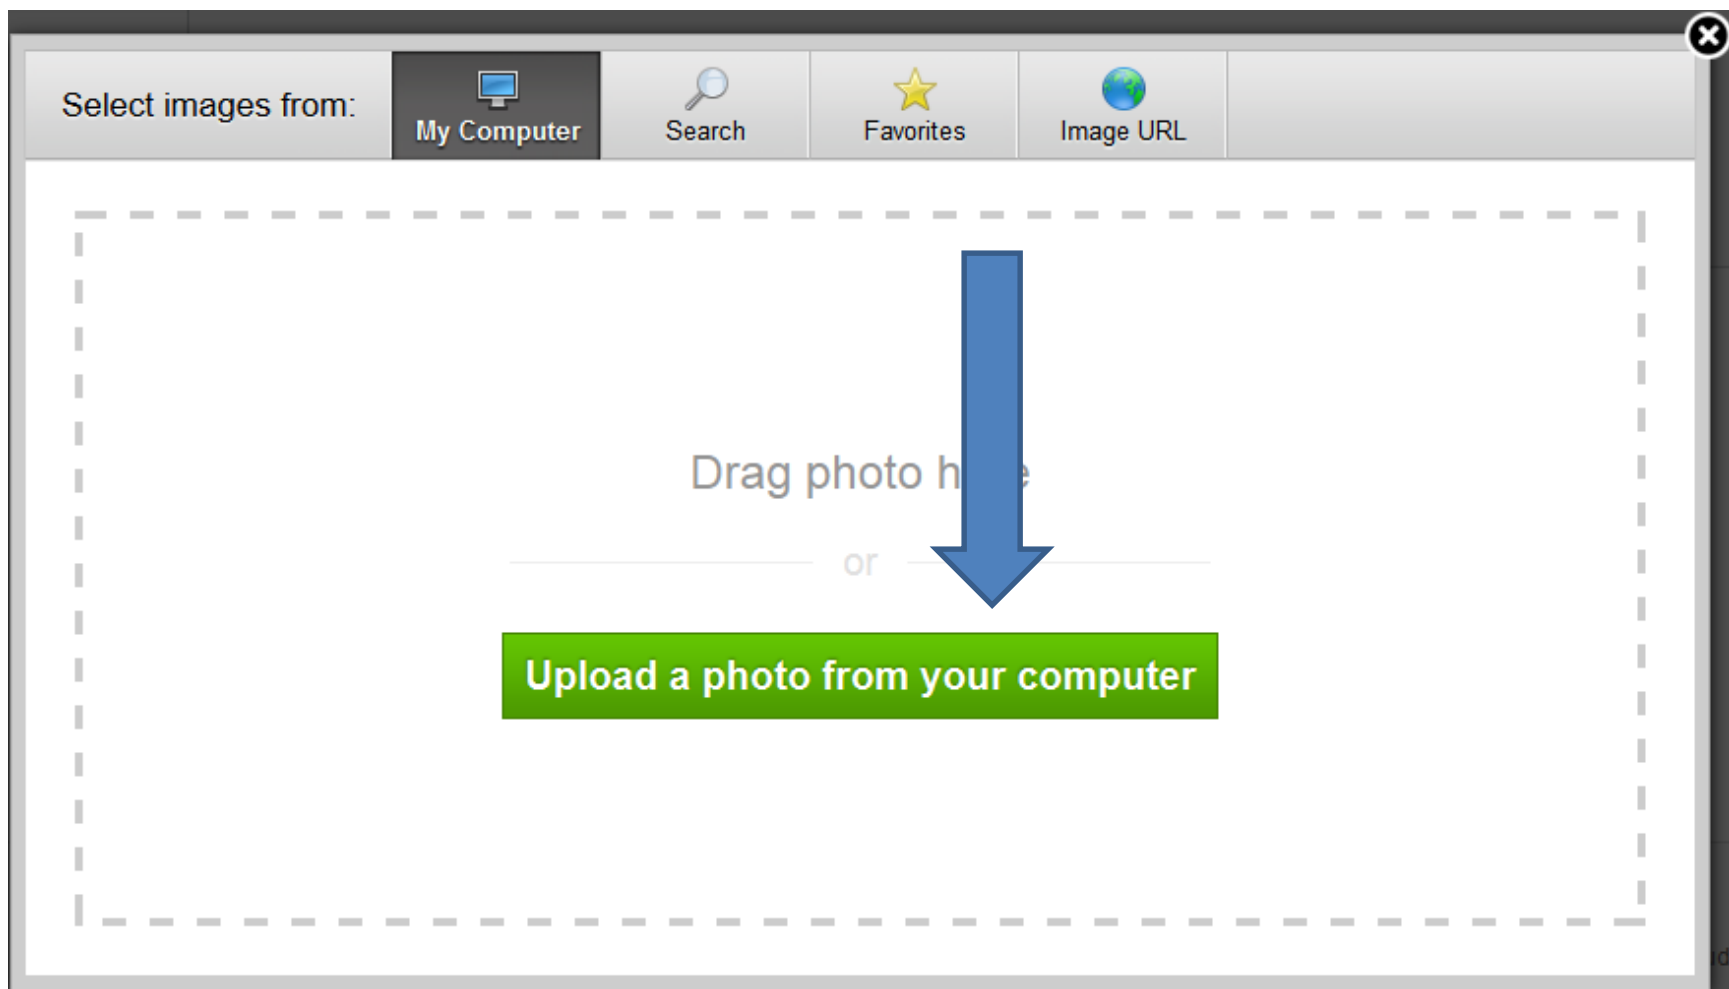 Select images from:
My Computer
Search
Favorites
Image URL
Drag photo
or
Upload a photo from your computer